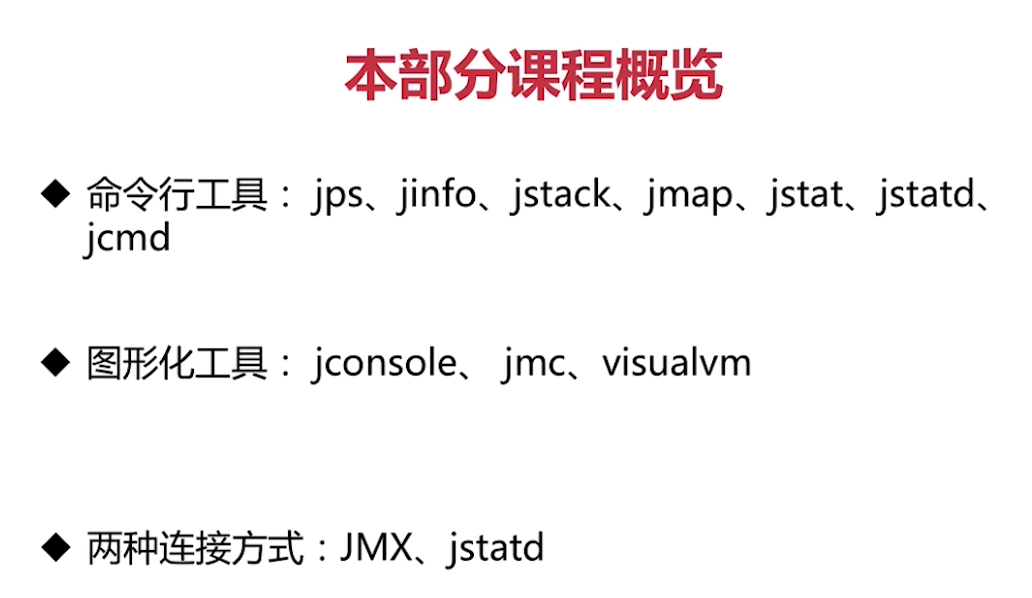 本部分课程概览
◆ 命令行工具： jps、jinfo、jstack、jmap、jstat、jstatd、
jcmd
◆ 图形化工具： jconsole、 jmc、visualvm
◆ 两种连接方式：JMX、jstatd